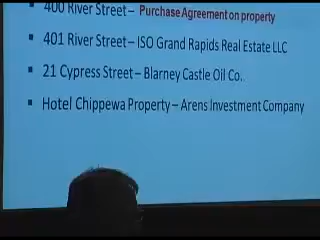 400 River Street – Purchase Agreement on property
401 River Street – ISO Grand Rapids Real Estate LLC
21 Cypress Street – Blarney Castle Oil Co.
Hotel Chippewa Property – Arens Investment Company